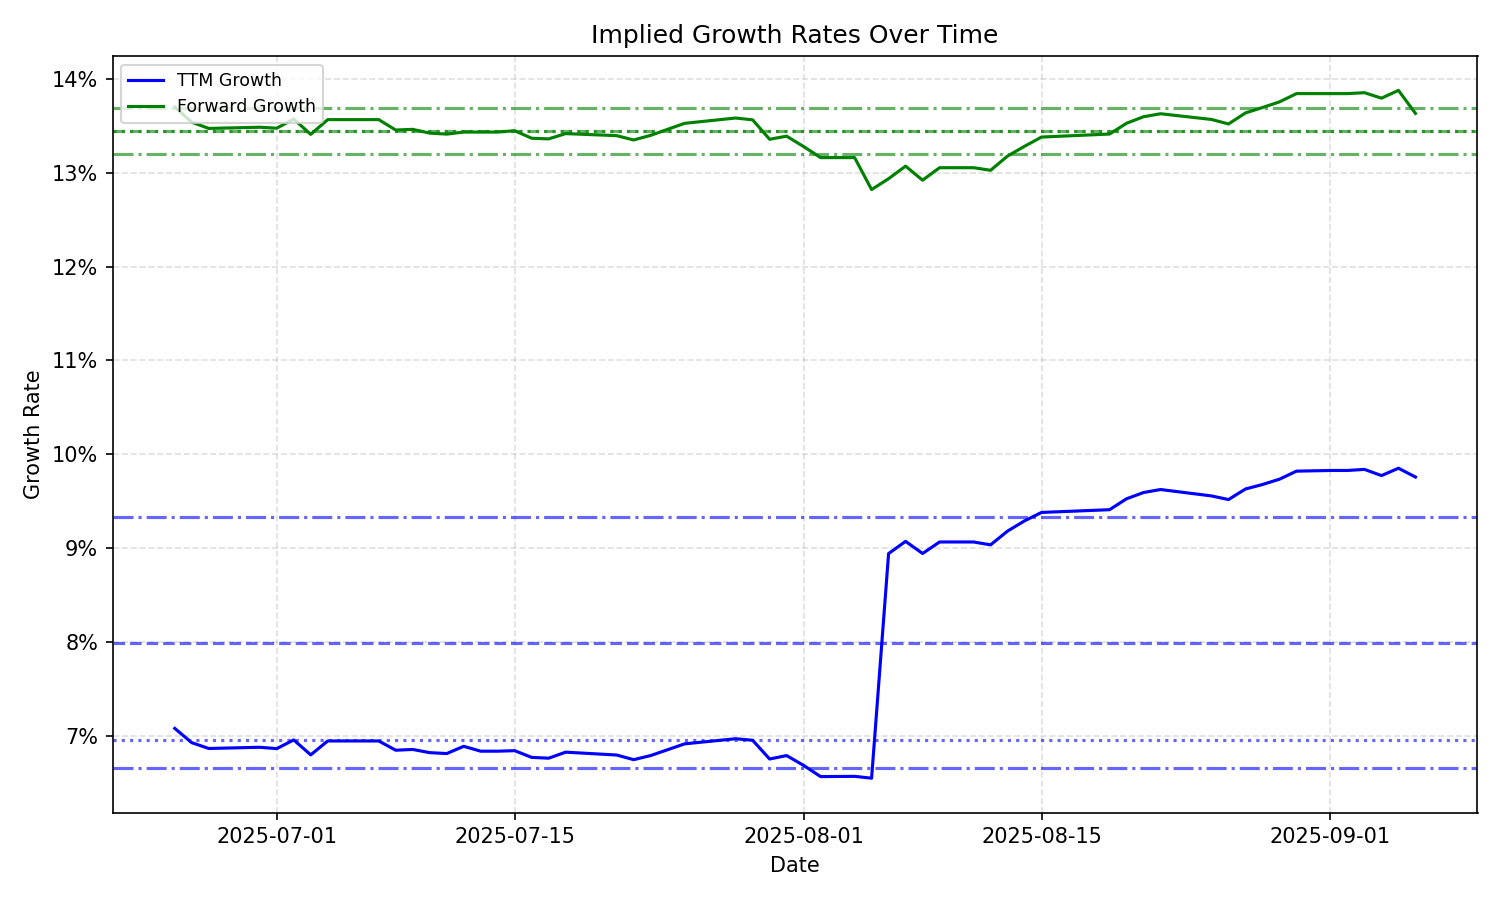 Implied Growth Rates Over Time
TTM Growth
Forward Growth
14%
13%
12%
11%
10%
9%
8%
7%
Growth Rate
2025-07-01
2025-07-15
2025-08-01
2025-08-15
2025-09-01
Date